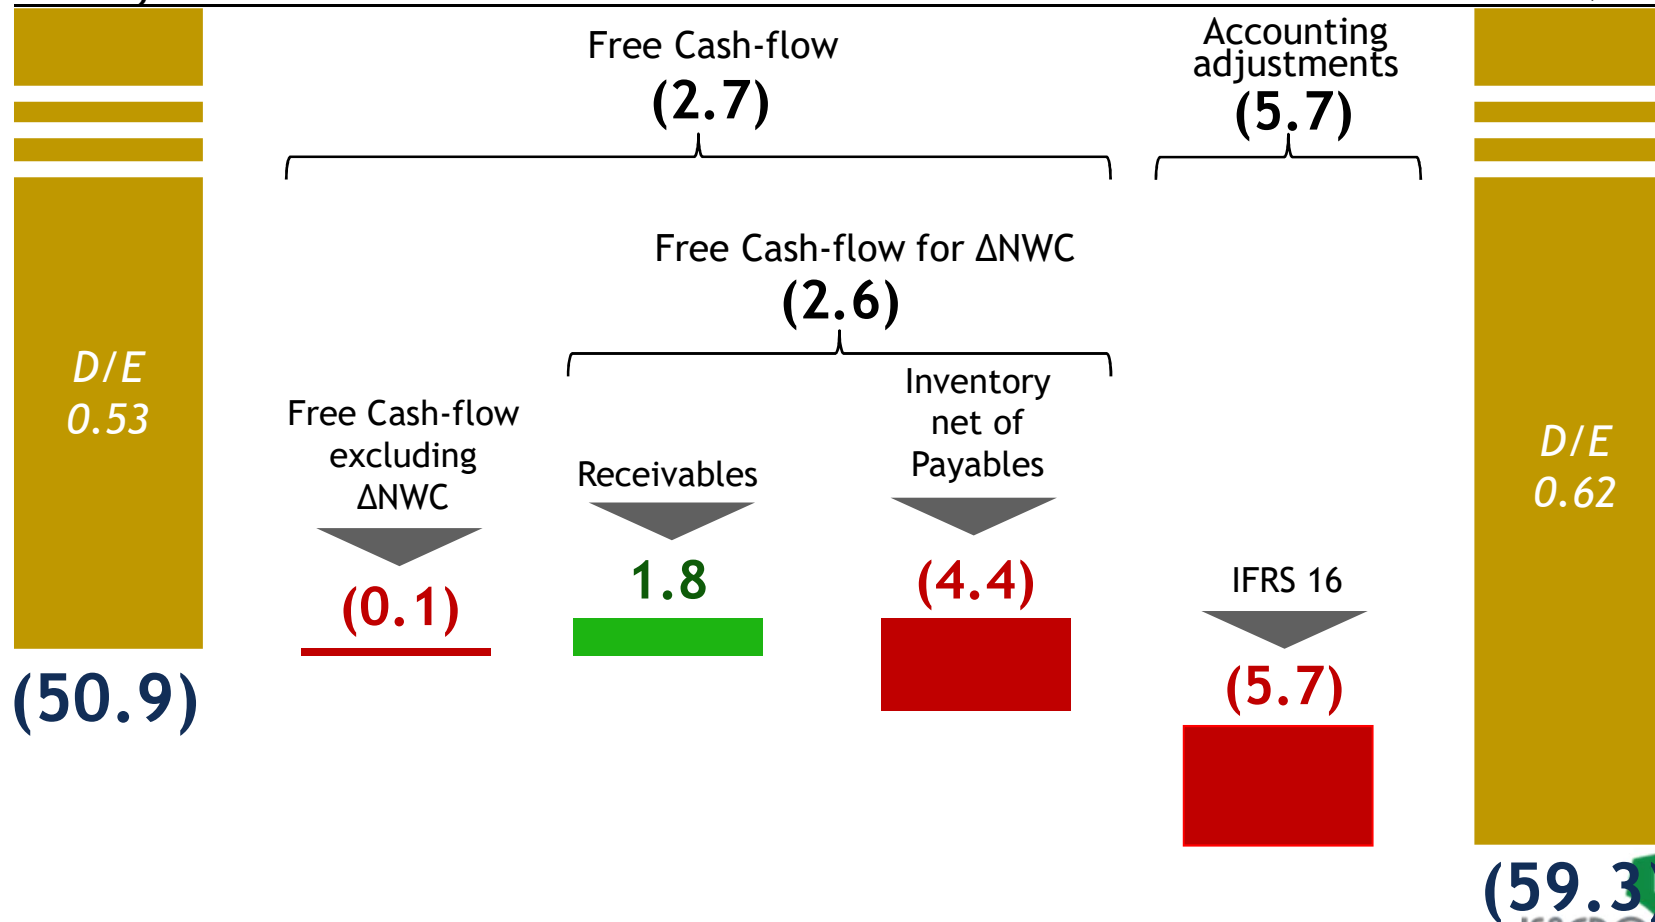 Free Cash-flow
(2.7)
Accounting
adjustments
(5.7)
Free Cash-flow for ΔNWC
(2.6)
D/E
0.53
Free Cash-flow
excluding
ΔNWC
(0.1)
Receivables
1.8
Inventory
net of
Payables
(4.4)
IFRS 16
(5.7)
D/E
0.62
(50.9)
(59.3)